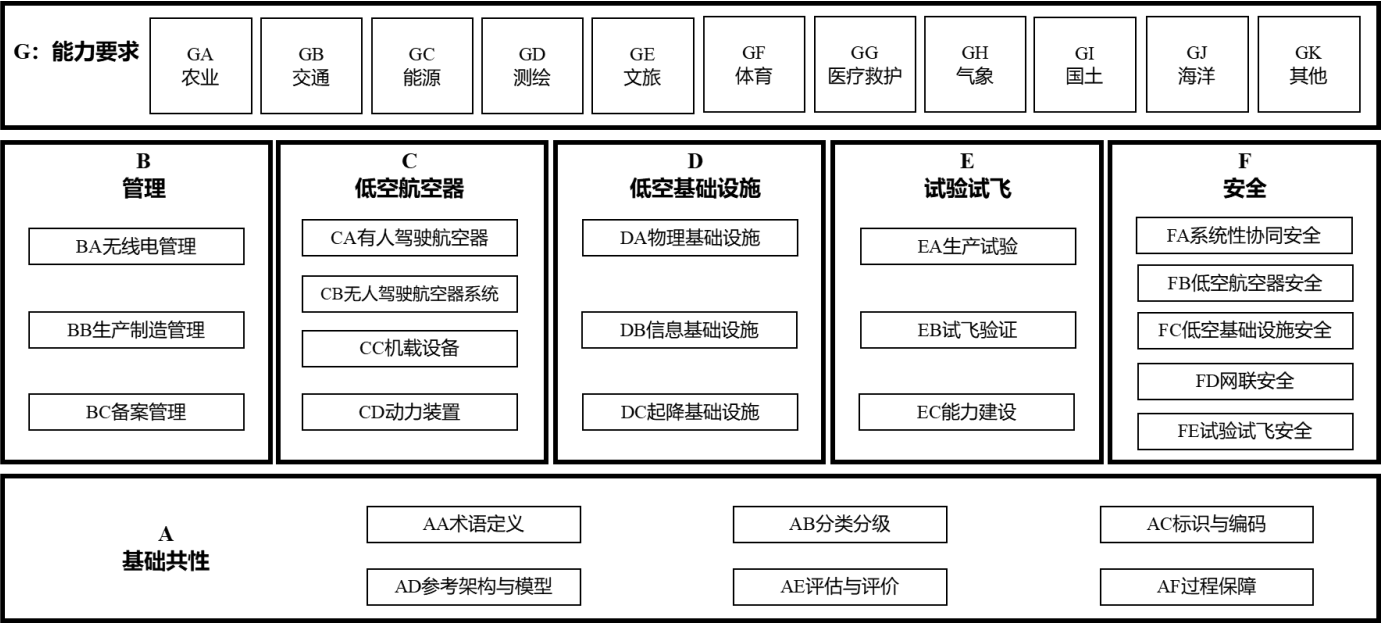 G：能力要求
GA
农业
GB
交通
GC
能源
GD
测绘
GE
文旅
GF
体育
GG
医疗救护
GH
气象
GI
国土
GJ
海洋
GK
其他
B
管理
BA无线电管理
BB生产制造管理
BC备案管理
C
低空航空器
CA有人驾驶航空器
CB无人驾驶航空器系统
CC机载设备
CD动力装置
D
低空基础设施
DA物理基础设施
DB信息基础设施
DC起降基础设施
E
试验试飞
EA生产试验
EB试飞验证
EC能力建设
F
安全
FA系统性协同安全
FB低空航空器安全
FC低空基础设施安全
FD网联安全
FE试验试飞安全
A
基础共性
AA术语定义
AB分类分级
AC标识与编码
AD参考架构与模型
AE评估与评价
AF过程保障